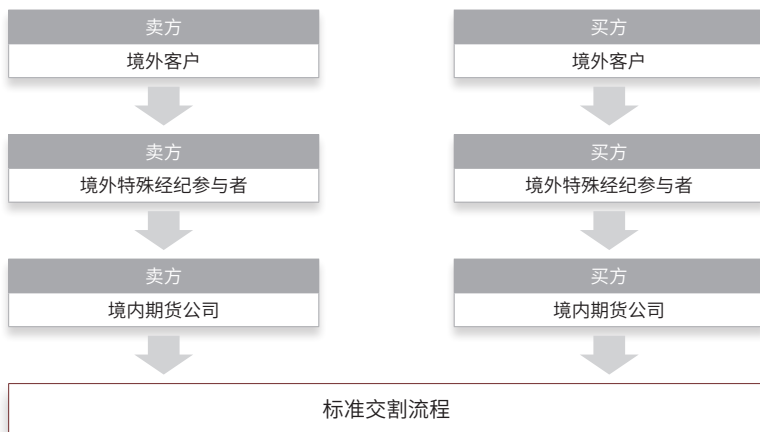 卖方
境外客户
买方
境外客户
卖方
境外特殊经纪参与者
买方
境外特殊经纪参与者
卖方
境内期货公司
买方
境内期货公司
标准交割流程